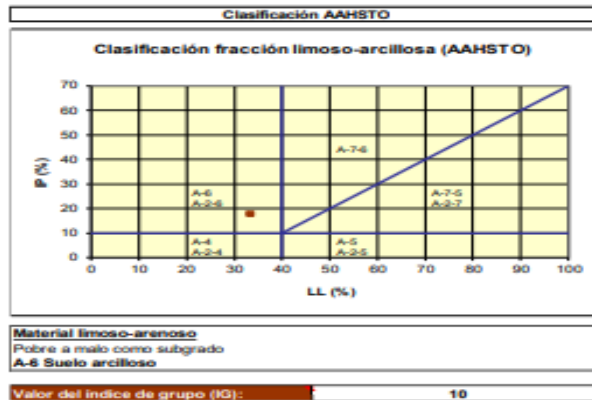 Clasificación AAHSTO
Clasificación fracción limoso-arcillosa (AAHSTO)
70
60
50
40
30
20
10
0
IP (%)
A-7-6
A-6
A-2-6
A-7-5
A-2-7
A-4
A-2-4
A-5
A-2-5
0 10 20 30 40 50 60 70 80 90 100
LL (%)
Material limoso-arenoso
Pobre a malo como subgrado
A-6 Suelo arcilloso
Valor del indice de grupo (IG): 10